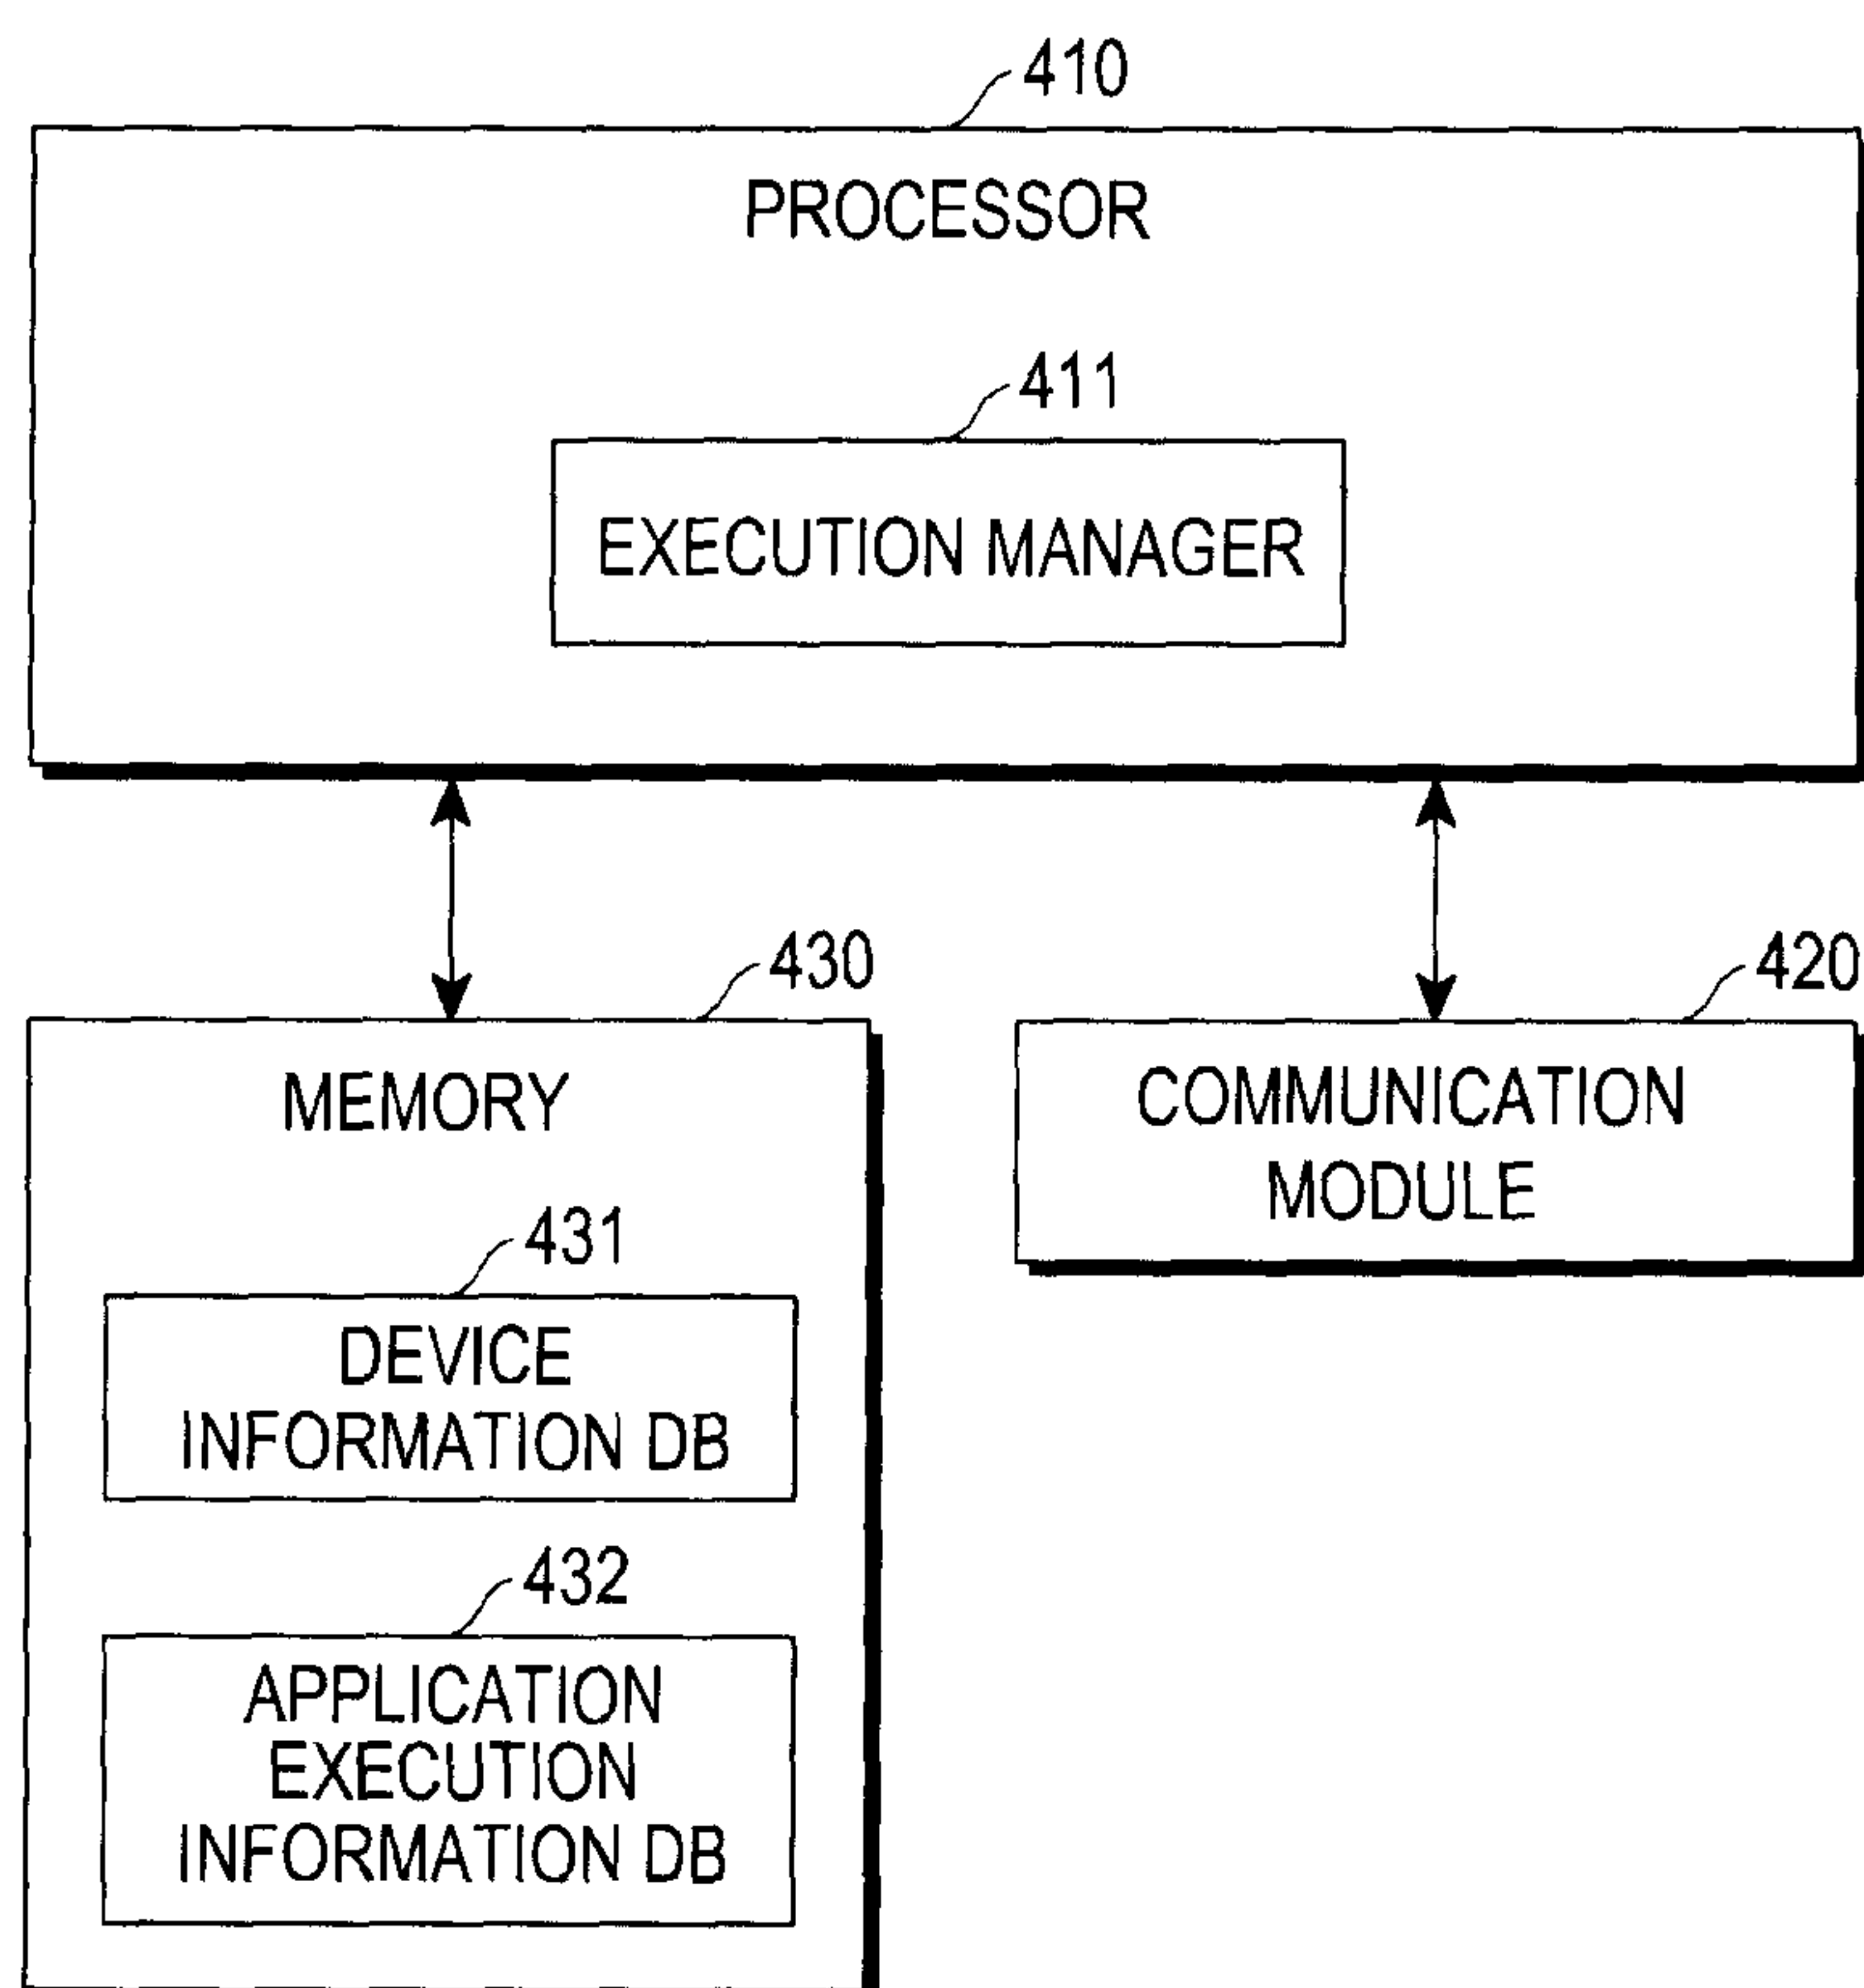 410
PROCESSOR
411
EXECUTION MANAGER
430
420
MEMORY
COMMUNICATION
MODULE
431
DEVICE
INFORMATION DB
432
APPLICATION
EXECUTION
INFORMATION DB